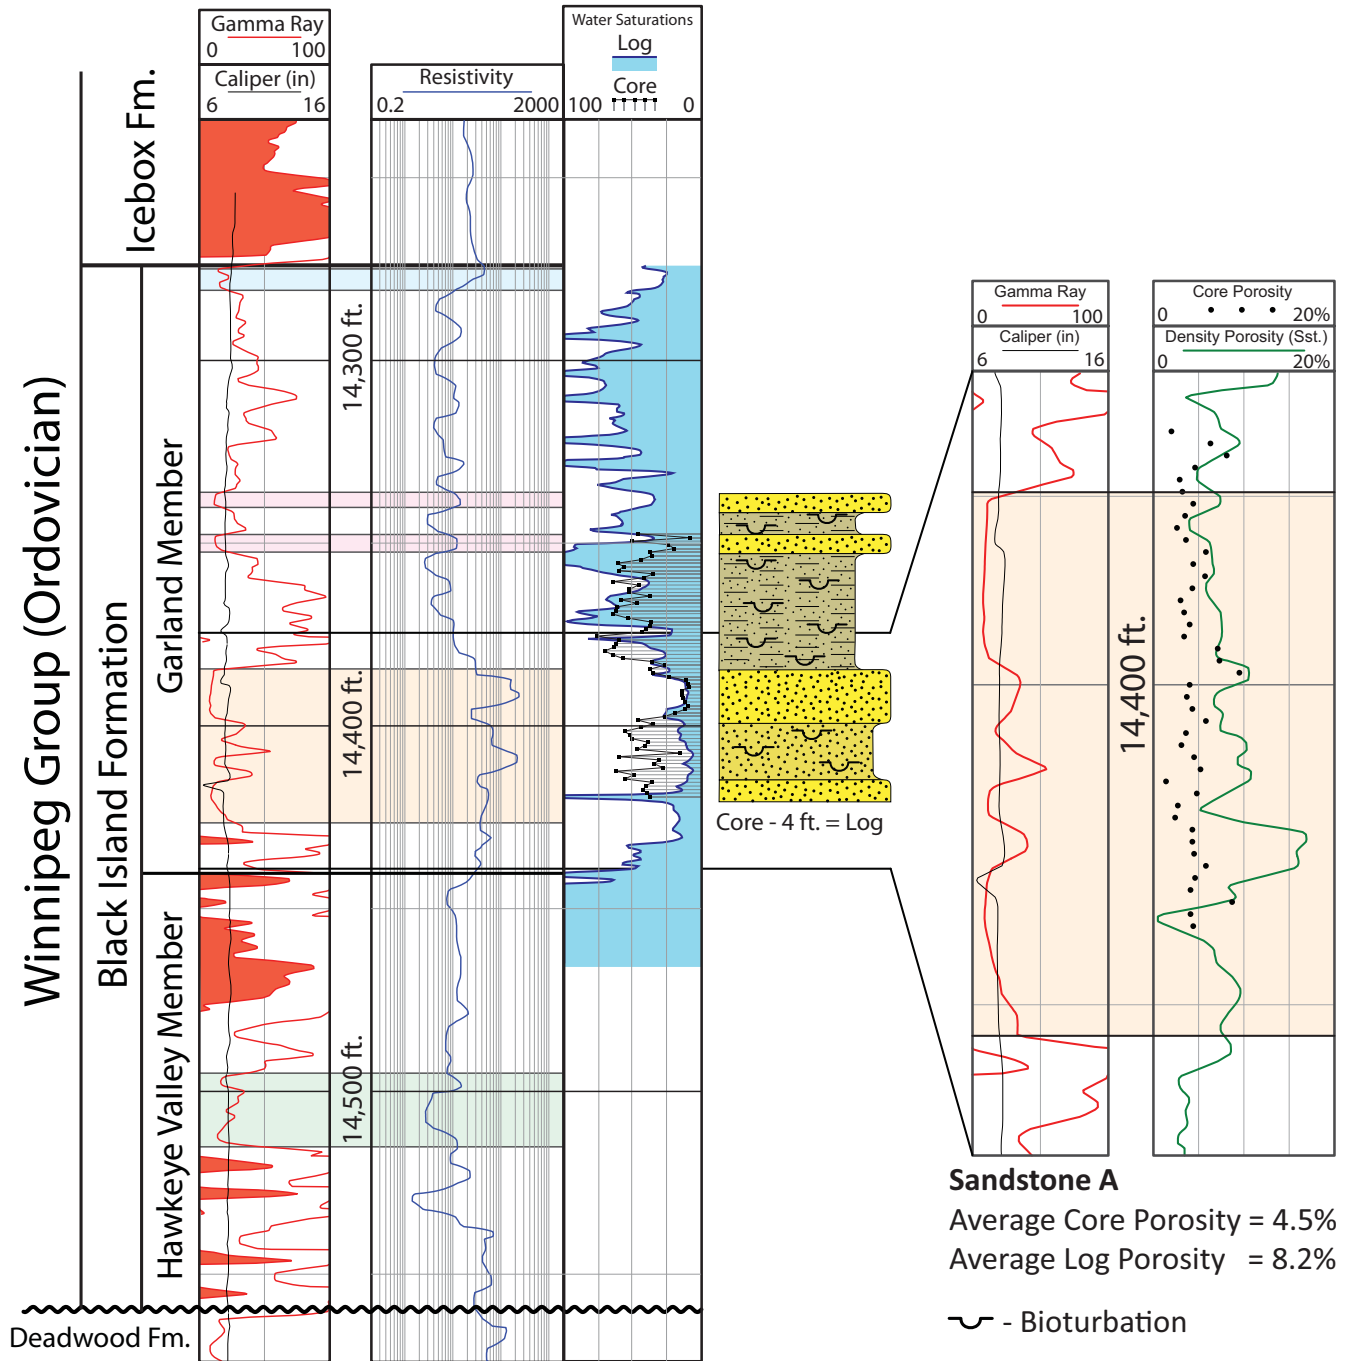 Gamma Ray
0 100
Caliper (in)
6 16
Resistivity
0.2 2000
Water Saturations
Log
Core
100 0
Winnipeg Group (Ordovician)
Icebox Fm.
Black Island Formation
Garland Member
Hawkeye Valley Member
Deadwood Fm.
14,300 ft.
14,400 ft.
14,500 ft.
Core - 4 ft. = Log
Gamma Ray
0 100
Caliper (in)
6 16
Core Porosity
0 20%
Density Porosity (Sst.)
0 20%
14,400 ft.
Sandstone A
Average Core Porosity = 4.5%
Average Log Porosity = 8.2%
- Bioturbation